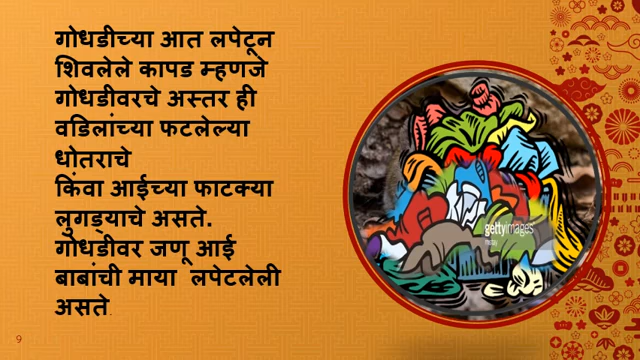 गोधडीच्या आत लपेटून
शिवलेले कापड म्हणजे
गोधडीवरचे अस्तर ही
वडिलांच्या फटलेल्या
धोतराचे
किंवा आईच्या फाटक्या
लुगड्याचे असते.
गोधडीवर जणू आई
बाबांची माया लपेटलेली
असते.
gettyimages
9